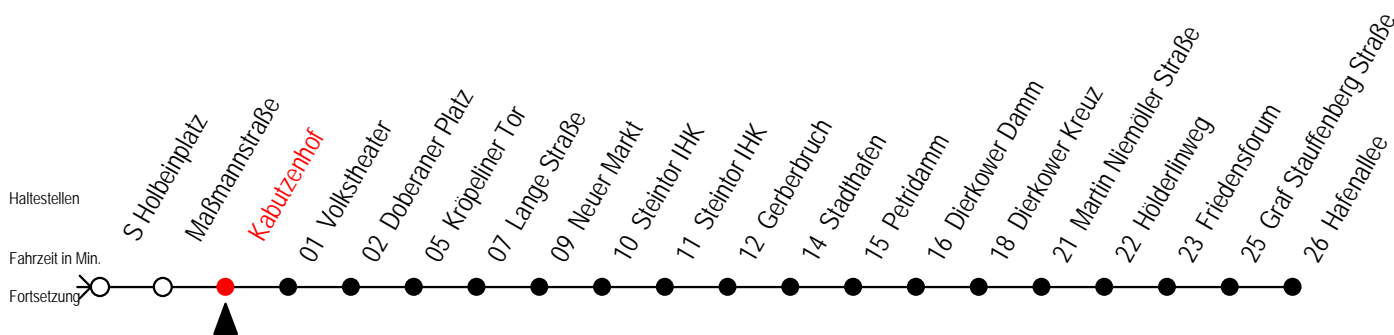 Haltestellen
Fahrzeit in Min.
Fortsetzung
S Holbeinplatz
Maßmannstraße
Kabutzenhof
01 Volkstheater
02 Doberaner Platz
05 Kröpeliner Tor
07 Lange Straße
09 Neuer Markt
10 Steintor IHK
11 Steintor IHK
12 Gerberbruch
14 Stadthafen
15 Petridamm
16 Dierkower Damm
18 Dierkower Kreuz
21 Martin Niemöller Straße
22 Hölderlinweg
23 Friedensforum
25 Graf Stauffenberg Straße
26 Hafenallee